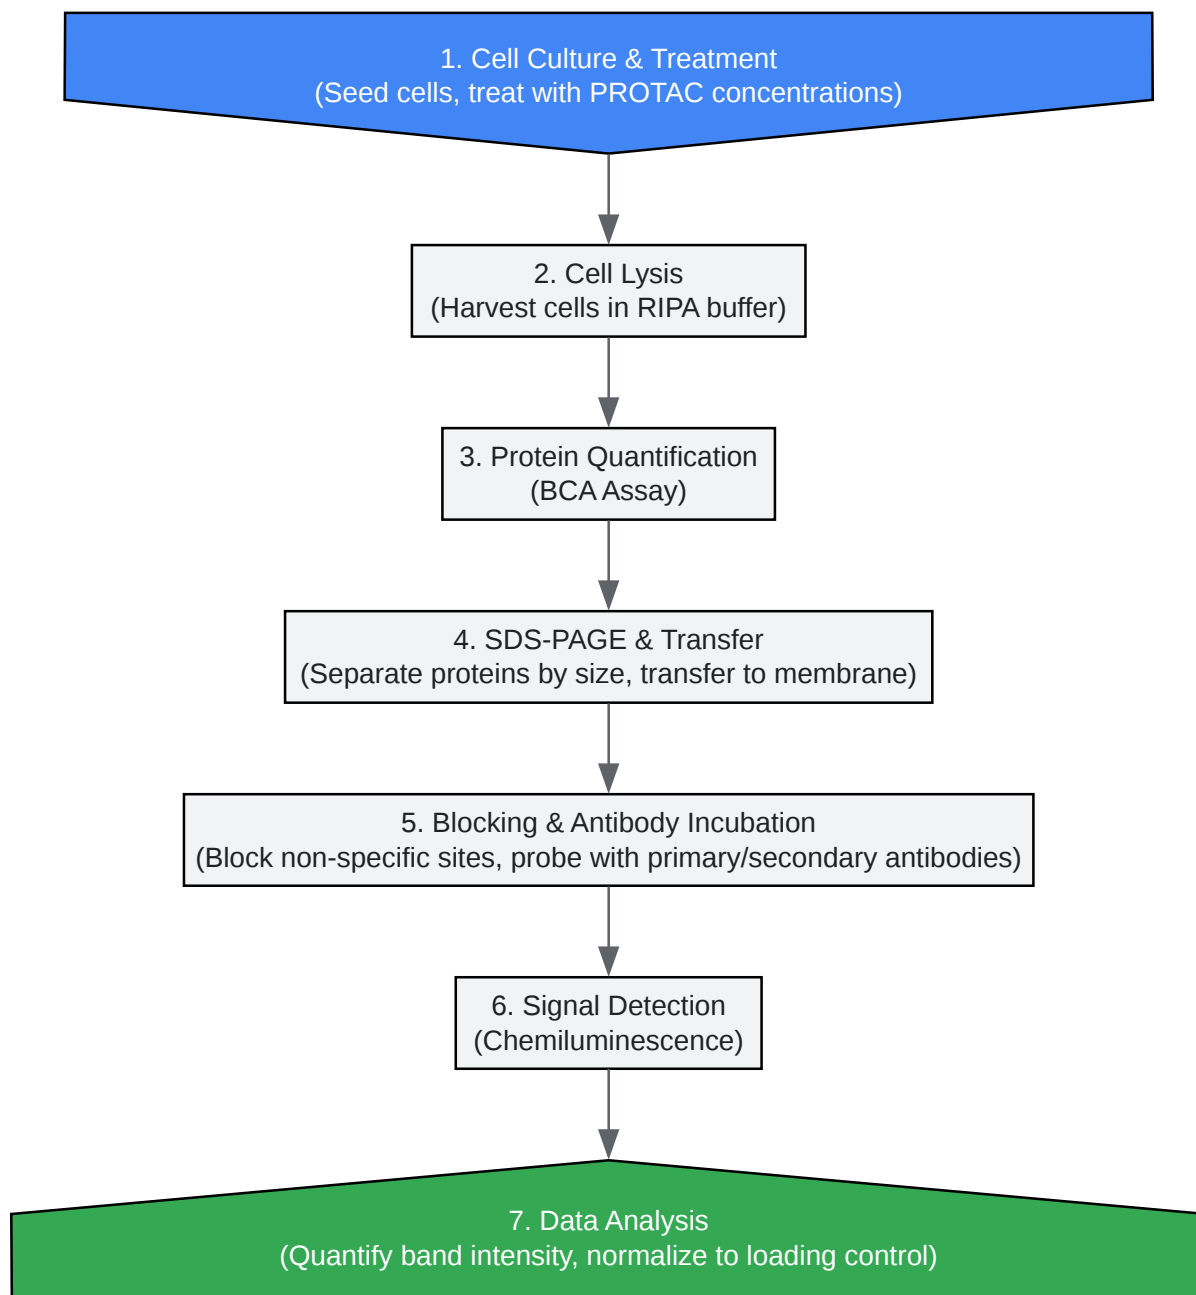 1. Cell Culture & Treatment
(Seed cells, treat with PROTAC concentrations)
2. Cell Lysis
(Harvest cells in RIPA buffer)
3. Protein Quantification
(BCA Assay)
4. SDS-PAGE & Transfer
(Separate proteins by size, transfer to membrane)
5. Blocking & Antibody Incubation
(Block non-specific sites, probe with primary/secondary antibodies)
6. Signal Detection
(Chemiluminescence)
7. Data Analysis
(Quantify band intensity, normalize to loading control)